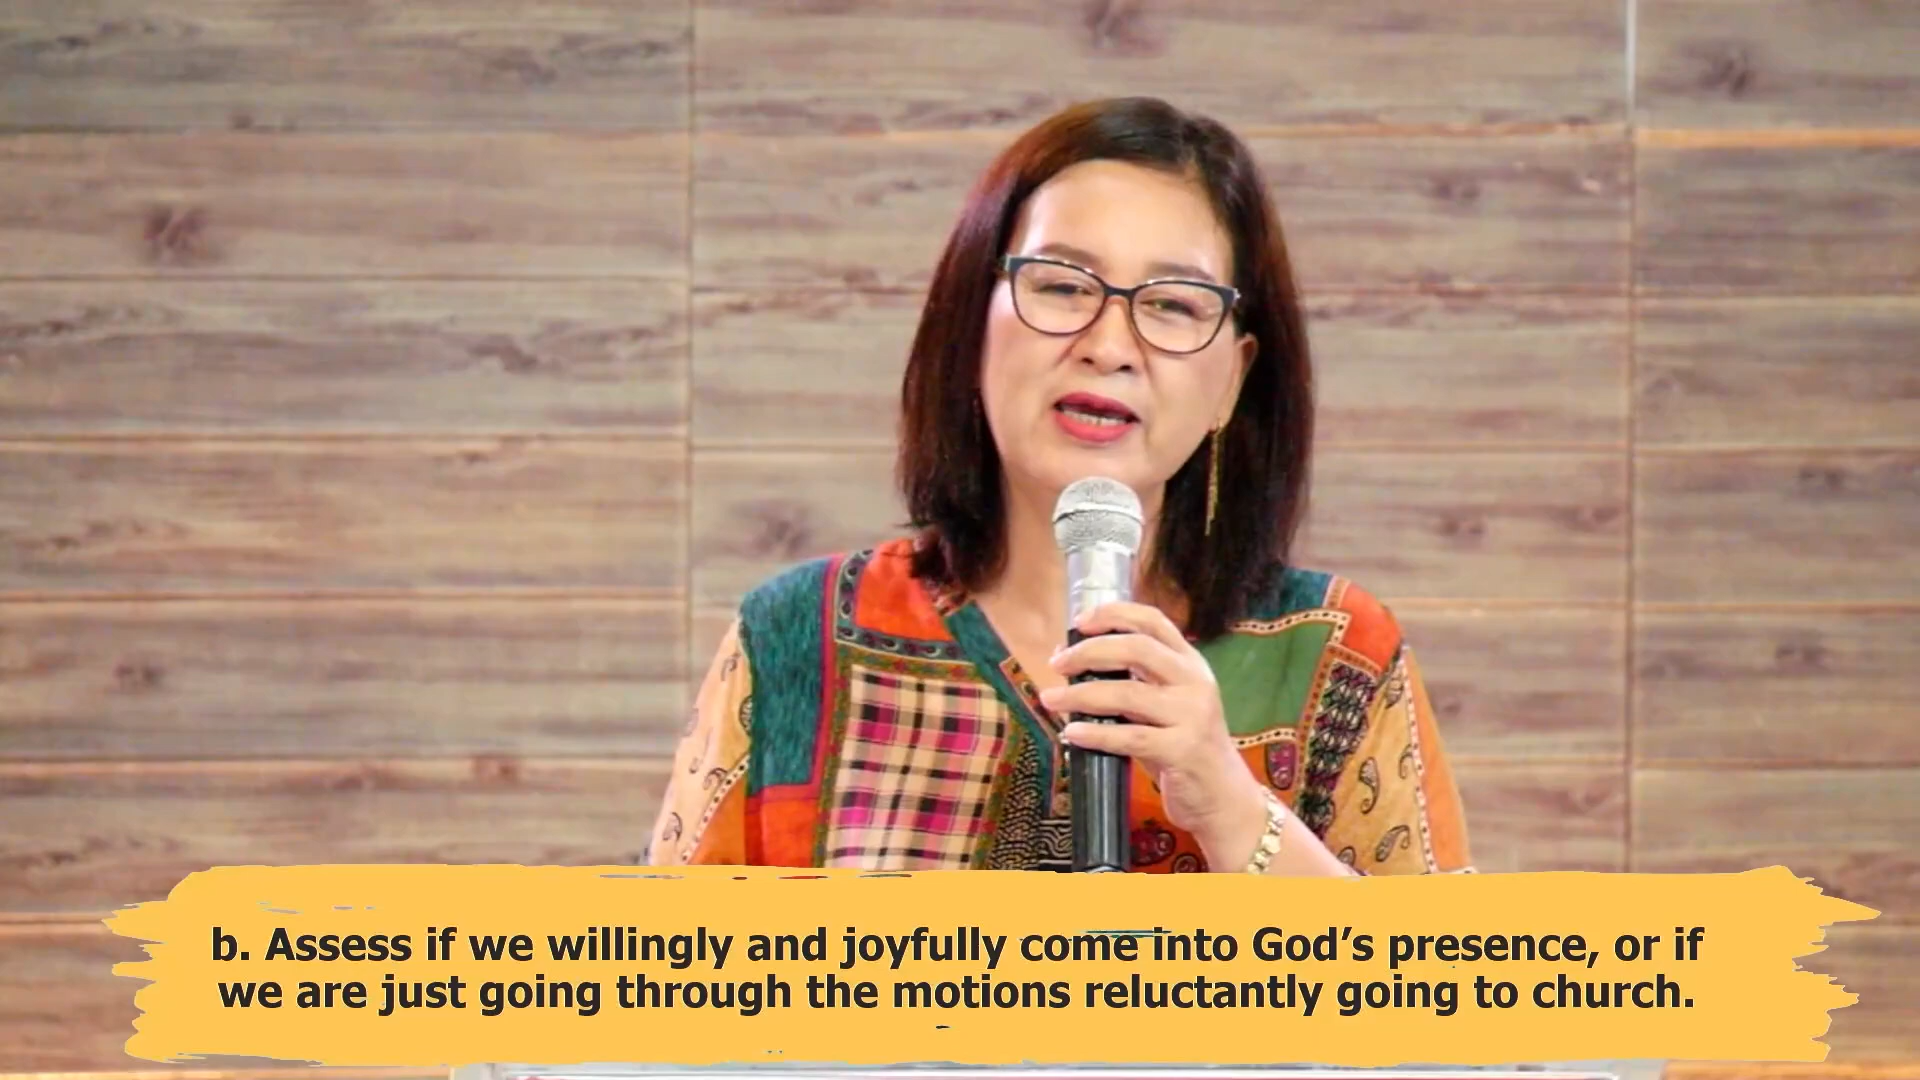 b. Assess if we willingly and joyfully come into God’s presence, or if
we are just going through the motions reluctantly going to church.